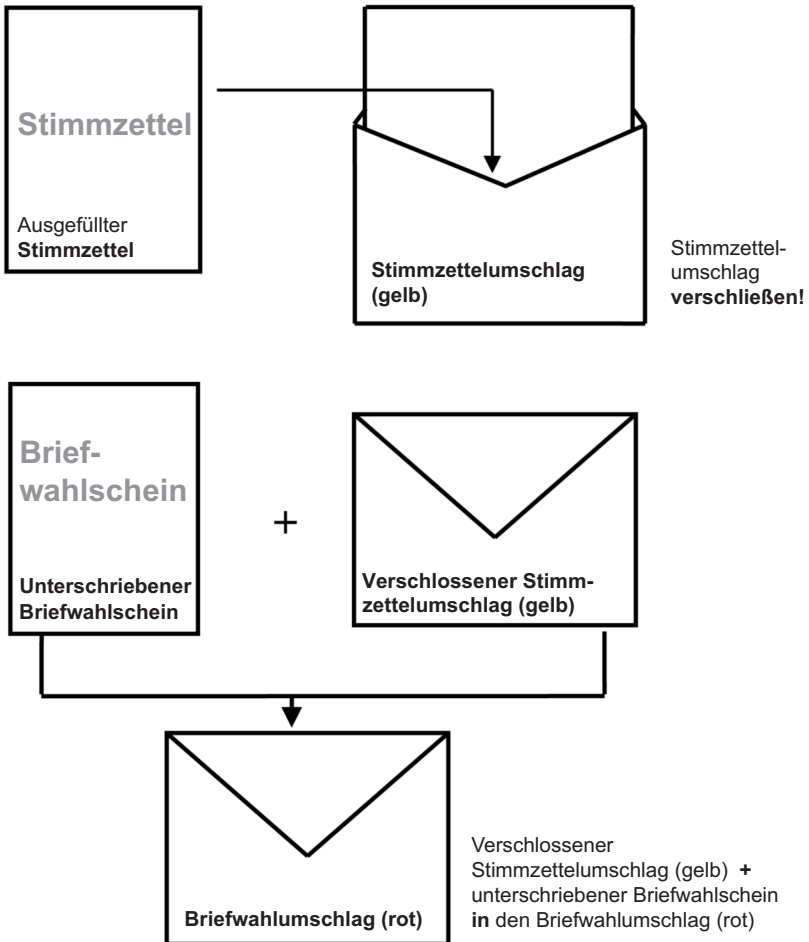 Stimmzettel
Ausgefüllter
Stimmzettel
Stimmzettelumschlag
(gelb)
Stimmzettel-
umschlag
verschließen!
Brief-
wahlschein
Unterschriebener
Briefwahlschein
+
Verschlossener Stimm-
zettelumschlag (gelb)
Briefwahlumschlag (rot)
Verschlossener
Stimmzettelumschlag (gelb) +
unterschriebener Briefwahlschein
in den Briefwahlumschlag (rot)